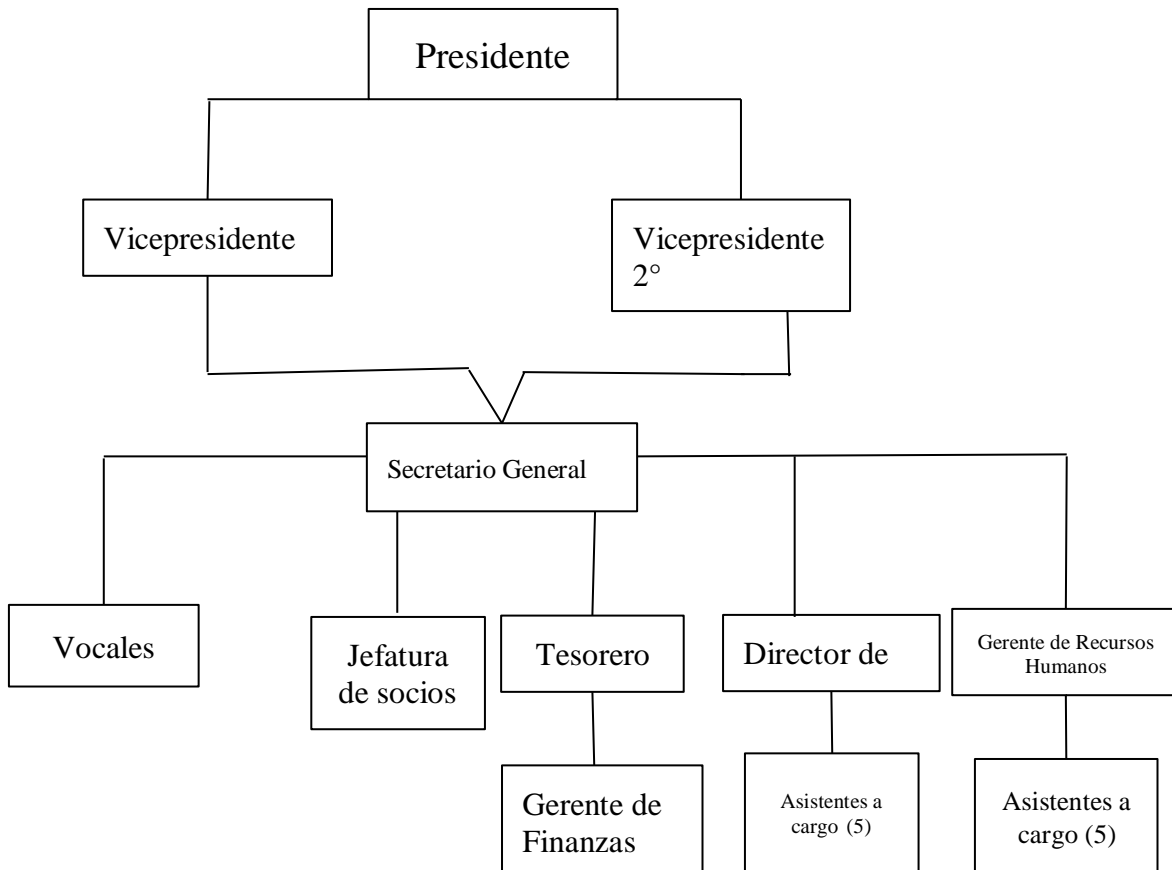 Presidente
Vicepresidente
Vicepresidente
2°
Secretario General
Vocales
Jefatura
de socios
Tesorero
Director de
Gerente de Recursos
Humanos
Gerente de
Finanzas
Asistentes a
cargo (5)
Asistentes a
cargo (5)